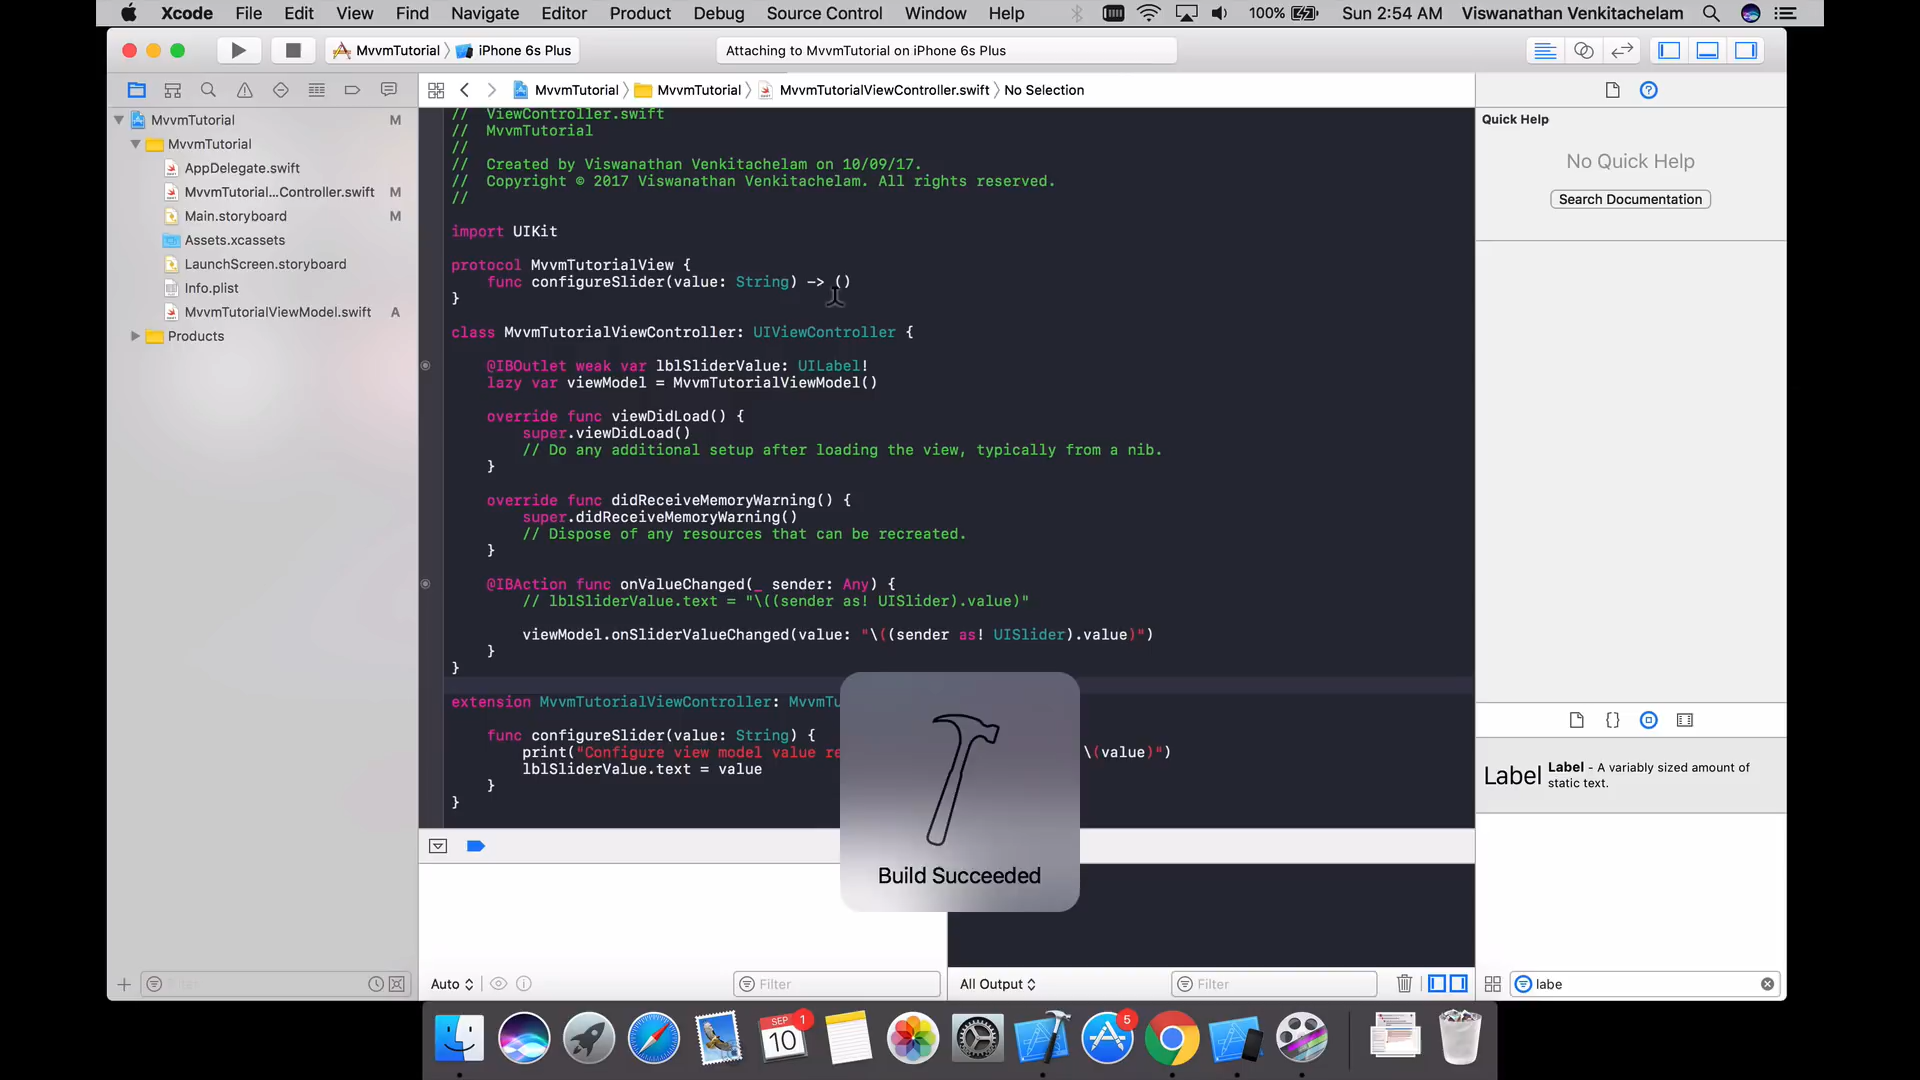 Xcode File Edit View Find Navigate Editor Product Debug Source Control Window Help 100% Sun 2:54 AM Viswanathan Venkitachelam
MvvmTutorial iPhone 6s Plus Attaching to MvvmTutorial on iPhone 6s Plus
MvvmTutorial MvvmTutorial MvvmTutorialViewController.swift No Selection
MvvmTutorial M
MvvmTutorial
AppDelegate.swift
MvvmTutorial...Controller.swift M
Main.storyboard M
Assets.xcassets
LaunchScreen.storyboard
Info.plist
MvvmTutorialViewModel.swift A
Products
// ViewController.swift
// MvvmTutorial
//
// Created by Viswanathan Venkitachelam on 10/09/17.
// Copyright © 2017 Viswanathan Venkitachelam. All rights reserved.
//
import UIKit
protocol MvvmTutorialView {
func configureSlider(value: String) -> ()
}
class MvvmTutorialViewController: UIViewController {
@IBOutlet weak var lblSliderValue: UILabel!
lazy var viewModel = MvvmTutorialViewModel()
override func viewDidLoad() {
super.viewDidLoad()
// Do any additional setup after loading the view, typically from a nib.
}
override func didReceiveMemoryWarning() {
super.didReceiveMemoryWarning()
// Dispose of any resources that can be recreated.
}
@IBAction func onValueChanged(_ sender: Any) {
// lblSliderValue.text = "\((sender as! UISlider).value)"
viewModel.onSliderValueChanged(value: "\((sender as! UISlider).value)")
}
}
extension MvvmTutorialViewController: MvvmTu
func configureSlider(value: String) {
print("Configure view model value re \(value)")
lblSliderValue.text = value
}
}
Build Succeeded
Quick Help
No Quick Help
Search Documentation
Label Label - A variably sized amount of
static text.
Auto Filter All Output Filter labe
SEP 1
10
5